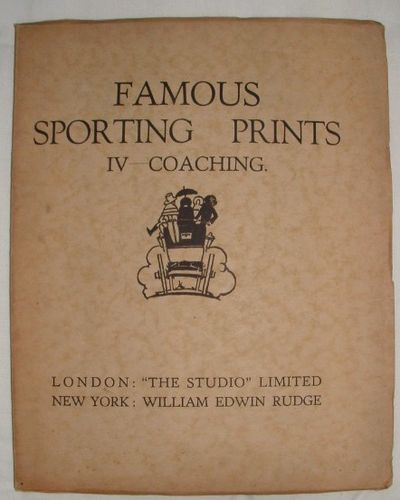 FAMOUS
SPORTING PRINTS
IV—COACHING.
LONDON: "THE STUDIO" LIMITED
NEW YORK: WILLIAM EDWIN RUDGE